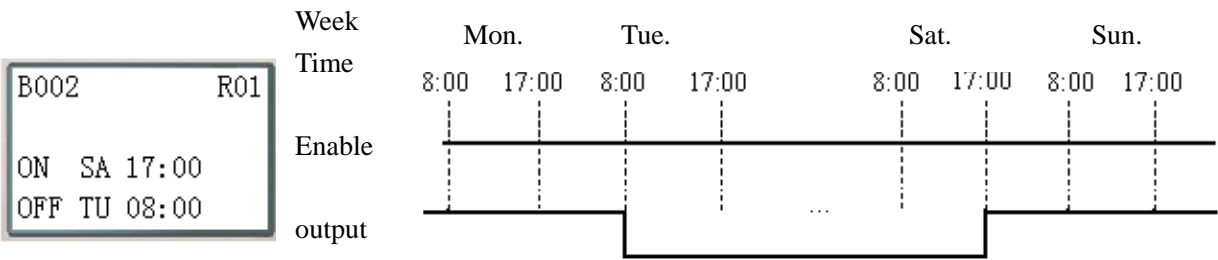 B002 R01
ON SA 17:00
OFF TU 08:00
Week
Mon. Tue. Sat. Sun.
Time
8:00 17:00 8:00 17:00 8:00 17:00 8:00 17:00
Enable
...
output